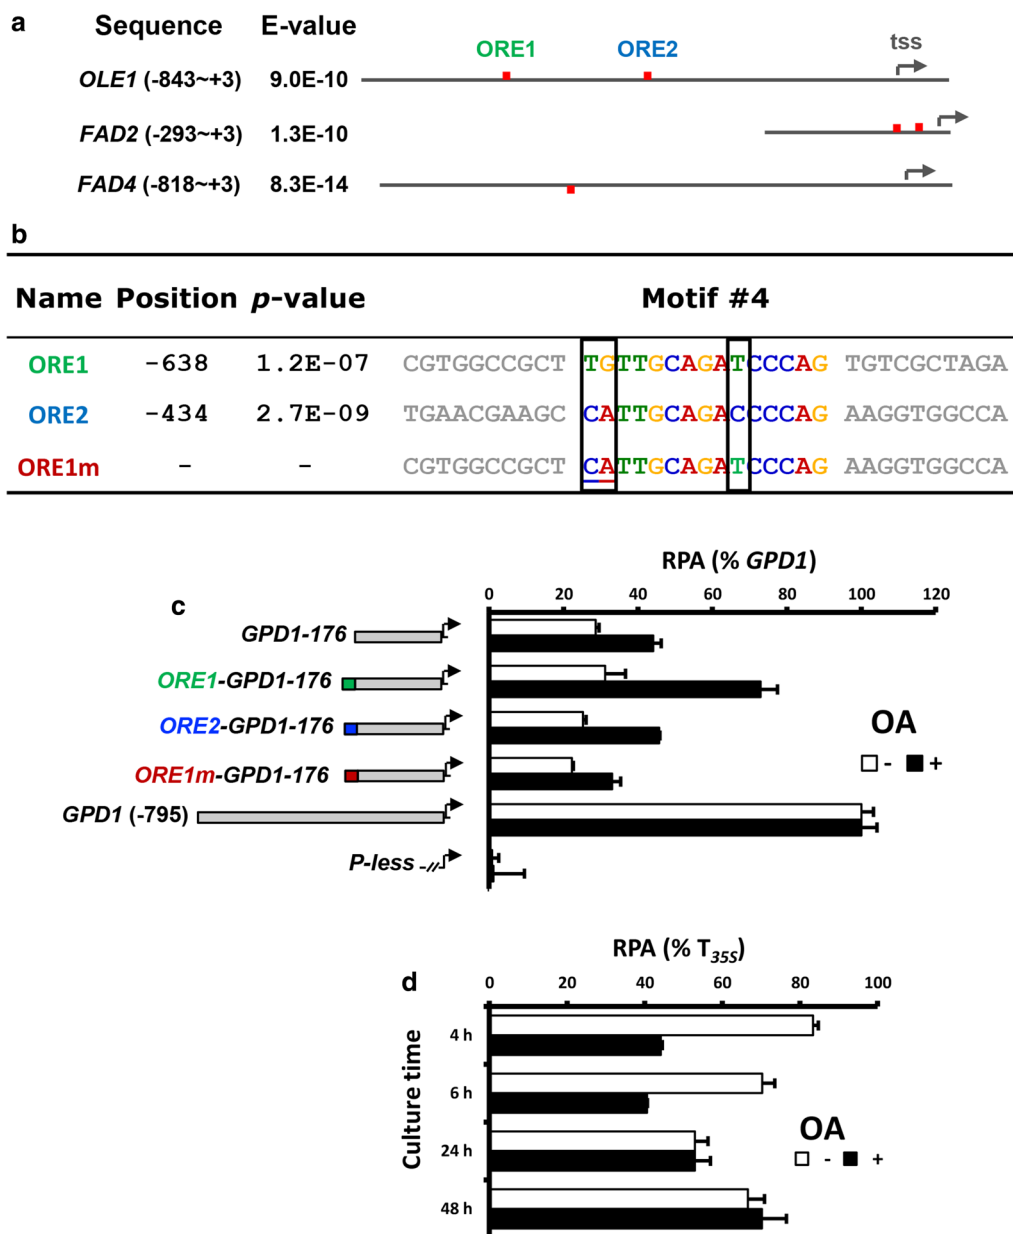 a
Sequence E-value
ORE1 ORE2 tss
OLE1 (-843~+3) 9.0E-10
FAD2 (-293~+3) 1.3E-10
FAD4 (-818~+3) 8.3E-14
b
Name Position p-value Motif #4
ORE1 -638 1.2E-07 CGTGGCCGCT TGTTGCAGATCCCAG TGTCGCTAGA
ORE2 -434 2.7E-09 TGAACGAAGC CATTGCAGACCCCAG AAGGTGGCCA
ORE1m - - CGTGGCCGCT CATTGCAGATCCCAG AAGGTGGCCA
c
RPA (% GPD1)
0 20 40 60 80 100 120
GPD1-176
ORE1-GPD1-176
ORE2-GPD1-176
ORE1m-GPD1-176
GPD1 (-795)
P-less
OA
- +
d
RPA (% T35S)
0 20 40 60 80 100
Culture time
4 h
6 h
24 h
48 h
OA
- +